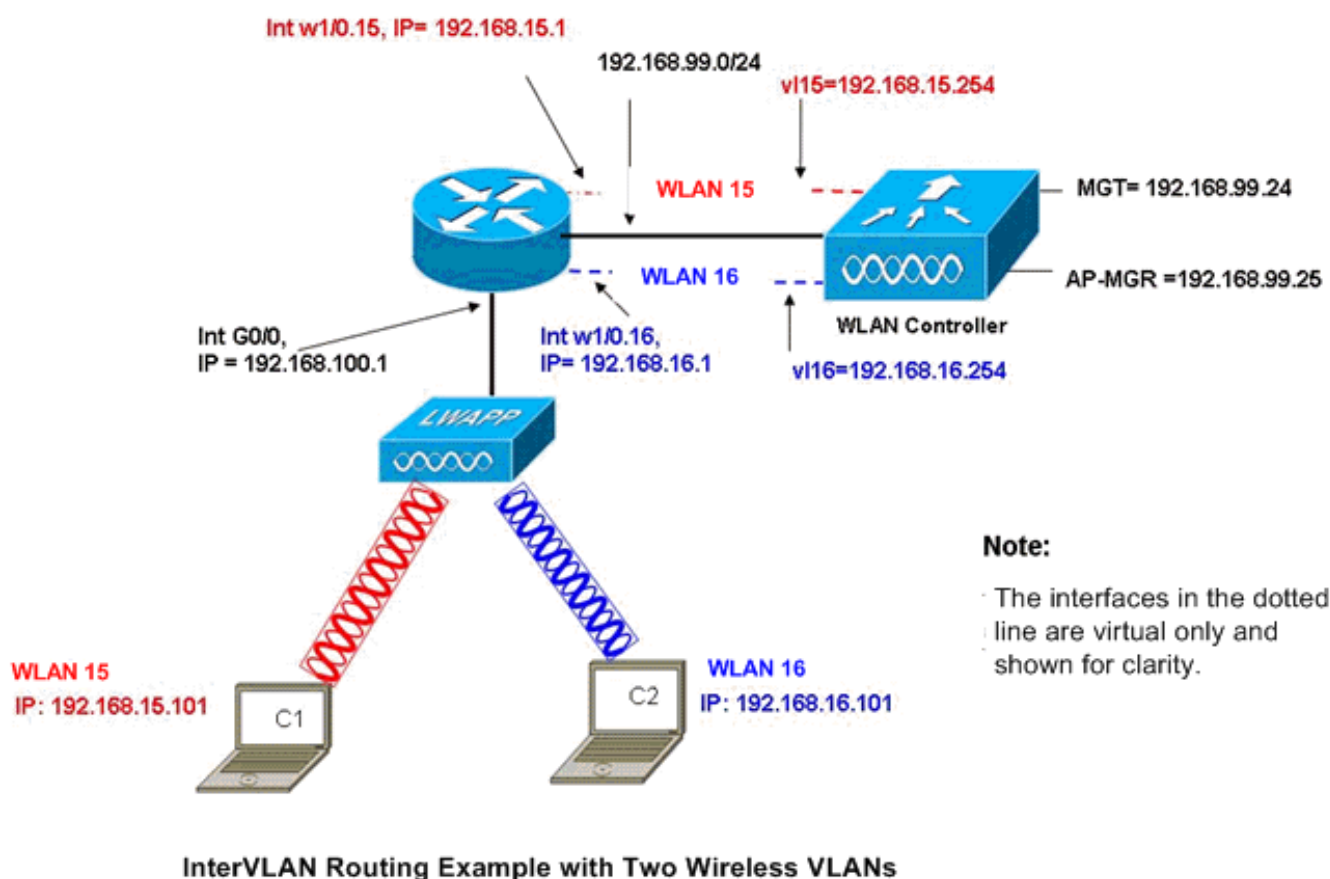 Int w1/0.15, IP= 192.168.15.1
192.168.99.0/24
vl15=192.168.15.254
WLAN 15
MGT= 192.168.99.24
WLAN 16
AP-MGR =192.168.99.25
WLAN Controller
Int G0/0,
IP = 192.168.100.1
Int w1/0.16,
IP= 192.168.16.1
vl16=192.168.16.254
LWAPP
Note:
The interfaces in the dotted
line are virtual only and
shown for clarity.
WLAN 15
IP: 192.168.15.101
C1
C2
WLAN 16
IP: 192.168.16.101
InterVLAN Routing Example with Two Wireless VLANs